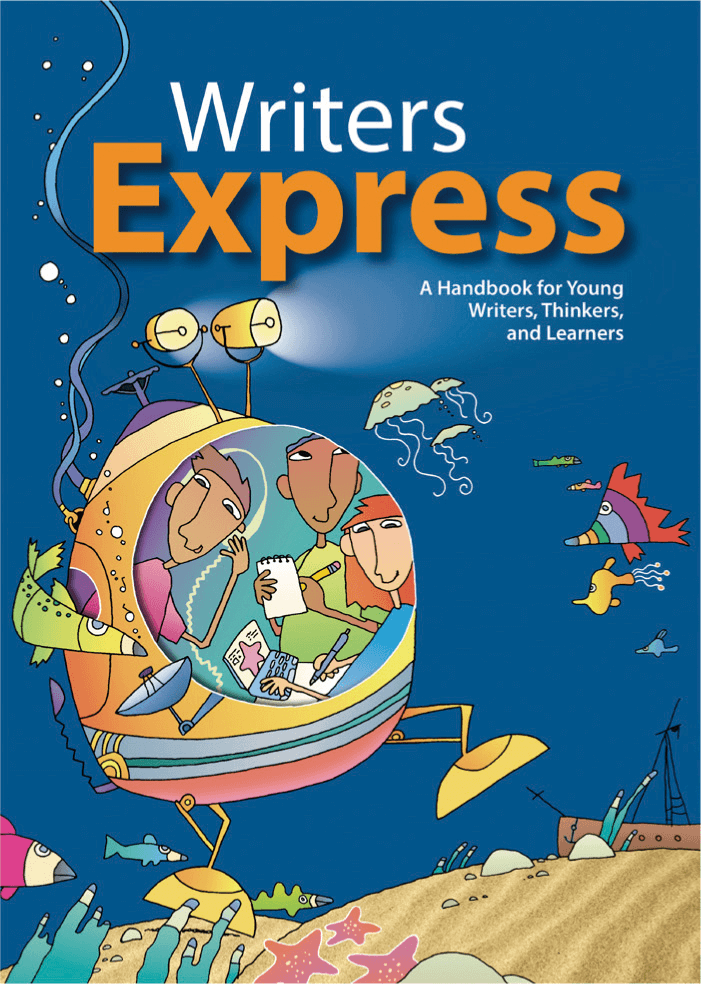 Writers
Express
A Handbook for Young
Writers, Thinkers,
and Learners